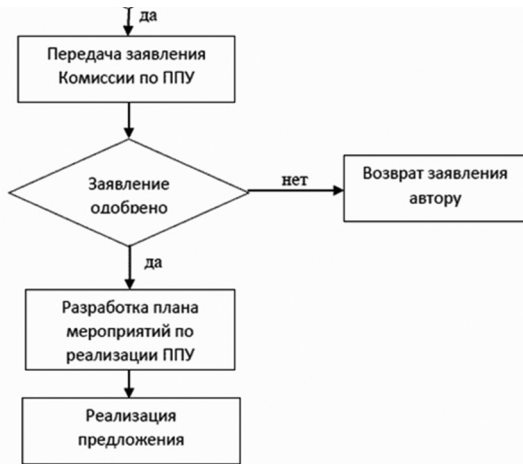 да
Передача заявления
Комиссии по ППУ
Заявление
одобрено
нет
Возврат заявления
автору
да
Разработка плана
мероприятий по
реализации ППУ
Реализация
предложения